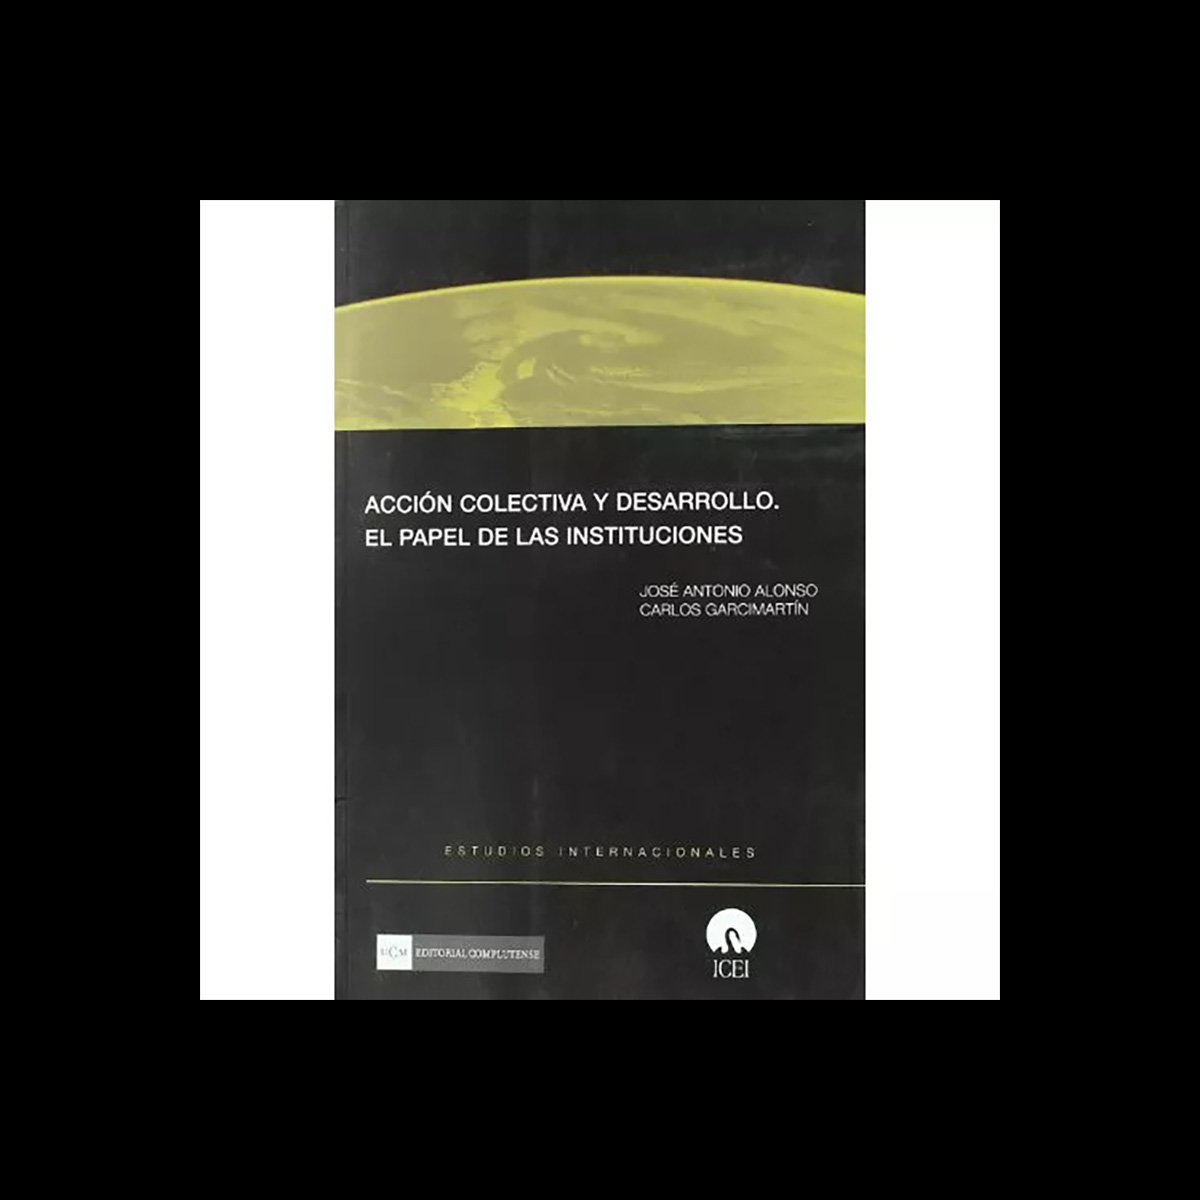 ACCIÓN COLECTIVA Y DESARROLLO.
EL PAPEL DE LAS INSTITUCIONES
JOSÉ ANTONIO ALONSO
CARLOS GARCIMARTÍN
ESTUDIOS INTERNACIONALES
UCM EDITORIAL COMPLUTENSE
ICEI